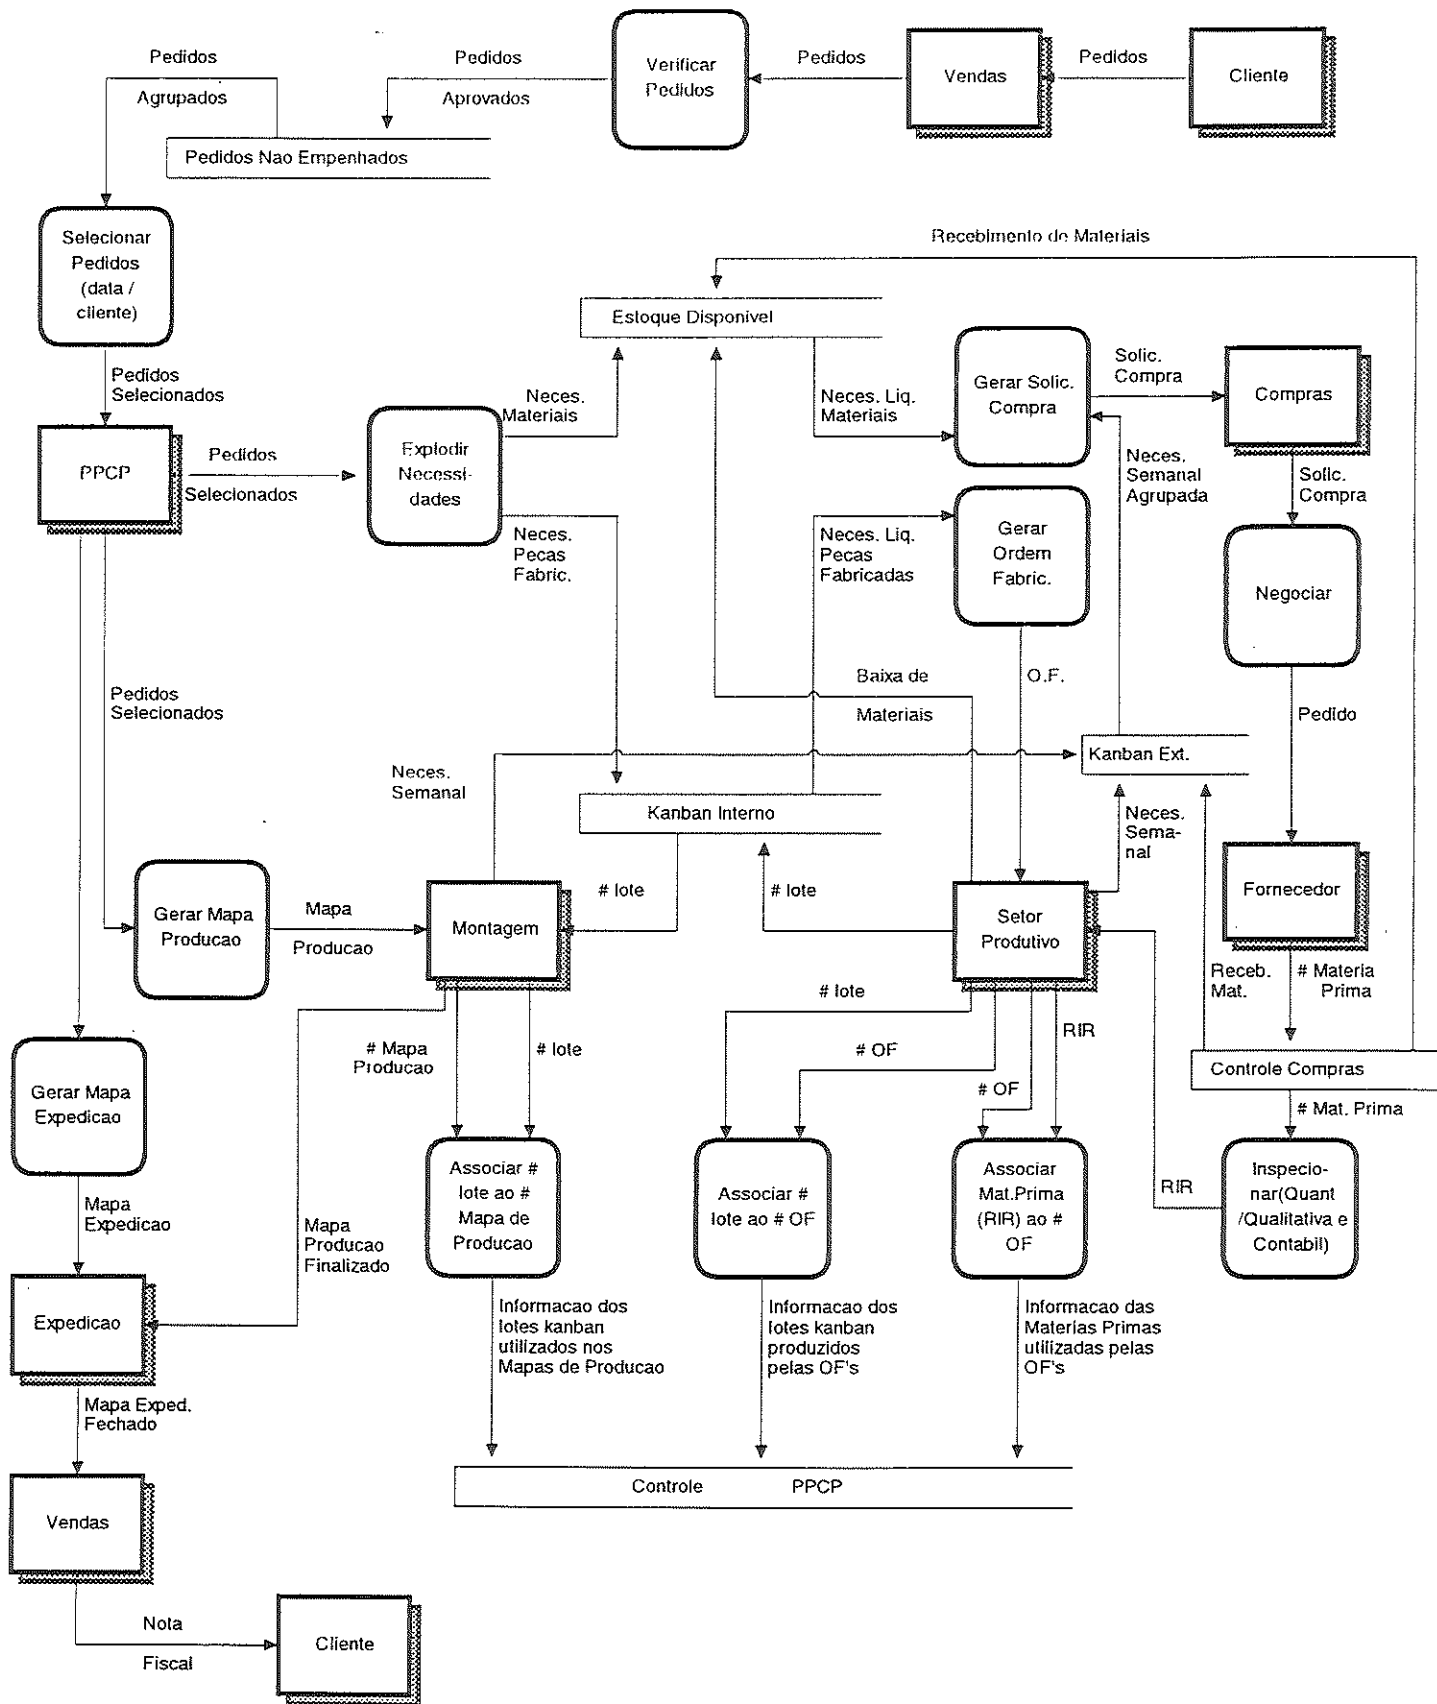 Pedidos
Agrupados
Pedidos
Aprovados
Verificar
Pedidos
Pedidos
Vendas
Pedidos
Cliente
Pedidos Nao Empenhados
Selecionar
Pedidos
(data /
cliente)
Recebimento de Materiais
Estoque Disponivel
Pedidos
Selecionados
Neces.
Materiais
Neces. Liq.
Materiais
Gerar Solic.
Compra
Solic.
Compra
Compras
PPCP
Pedidos
Selecionados
Explodir
Necessi-
dades
Neces.
Semanal
Agrupada
Solic.
Compra
Neces.
Pecas
Fabric.
Neces. Liq.
Pecas
Fabricadas
Gerar
Ordem
Fabric.
Negociar
Pedidos
Selecionados
Baixa de
Materiais
O.F.
Pedido
Neces.
Semanal
Kanban Ext.
Kanban Interno
Neces.
Sema-
nal
Gerar Mapa
Producao
Mapa
Producao
Montagem
# lote
# lote
Setor
Produtivo
Fornecedor
Receb.
Mat.
# Materia
Prima
# Mapa
Producao
# lote
# lote
# OF
# OF
RIR
Controle Compras
# Mat. Prima
Gerar Mapa
Expedicao
Associar #
lote ao #
Mapa de
Producao
Associar #
lote ao # OF
Associar
Mat.Prima
(RIR) ao #
OF
RIR
Inspecio-
nar(Quant
/Qualitativa e
Contabil)
Mapa
Expedicao
Mapa
Producao
Finalizado
Expedicao
Informacao dos
lotes kanban
utilizados nos
Mapas de Producao
Informacao dos
lotes kanban
produzidos
pelas OF's
Informacao das
Materias Primas
utilizadas pelas
OF's
Mapa Exped.
Fechado
Controle PPCP
Vendas
Nota
Fiscal
Cliente